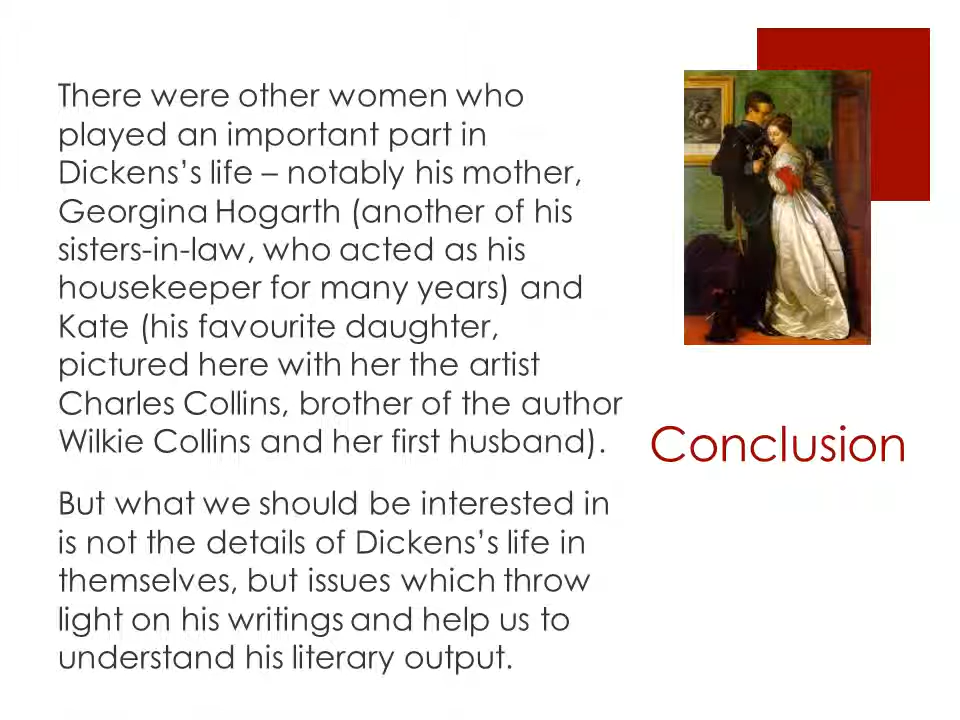 There were other women who
played an important part in
Dickens’s life – notably his mother,
Georgina Hogarth (another of his
sisters-in-law, who acted as his
housekeeper for many years) and
Kate (his favourite daughter,
pictured here with her the artist
Charles Collins, brother of the author
Wilkie Collins and her first husband).
But what we should be interested in
is not the details of Dickens’s life in
themselves, but issues which throw
light on his writings and help us to
understand his literary output.
Conclusion